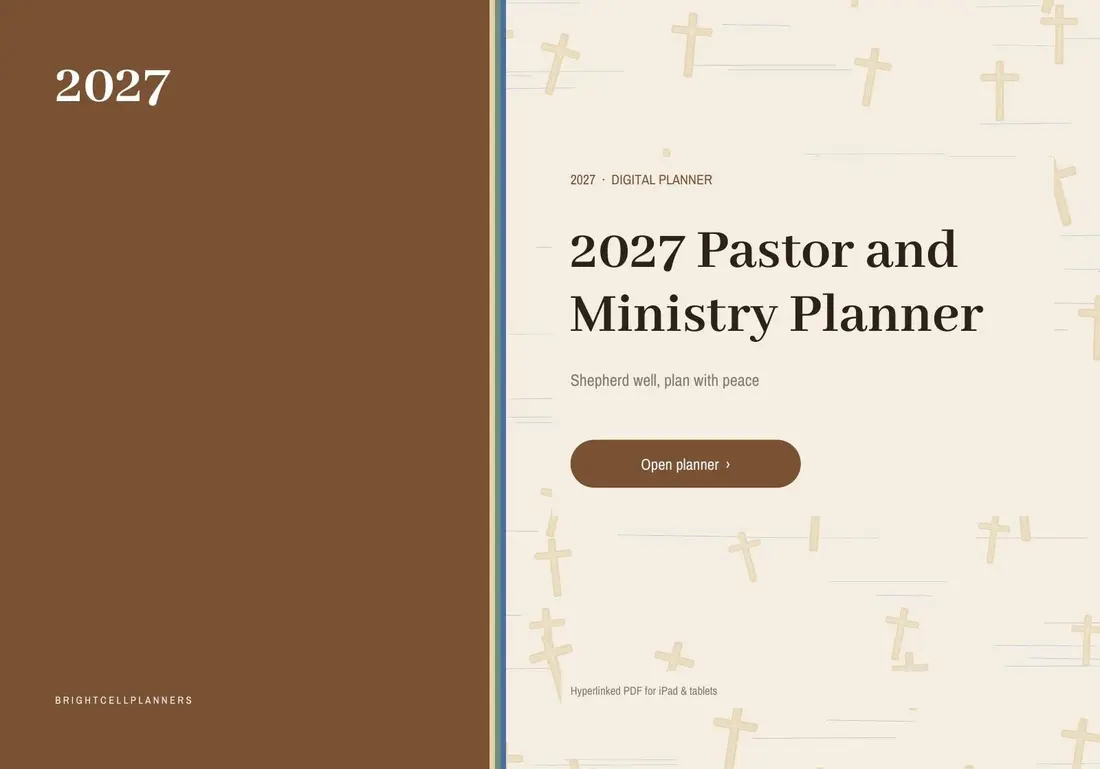 2027
BRIGHTCELLPLANNERS
2027 · DIGITAL PLANNER
2027 Pastor and
Ministry Planner
Shepherd well, plan with peace
Open planner ›
Hyperlinked PDF for iPad & tablets